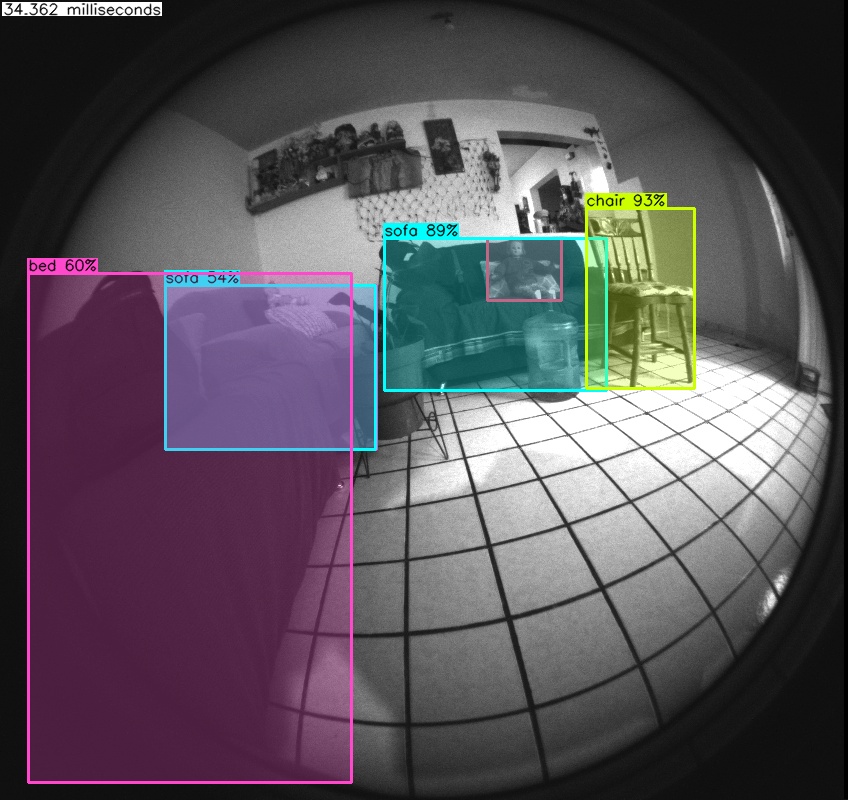 34.362 milliseconds
chair 93%
sofa 89%
bed 60%
sofa 54%